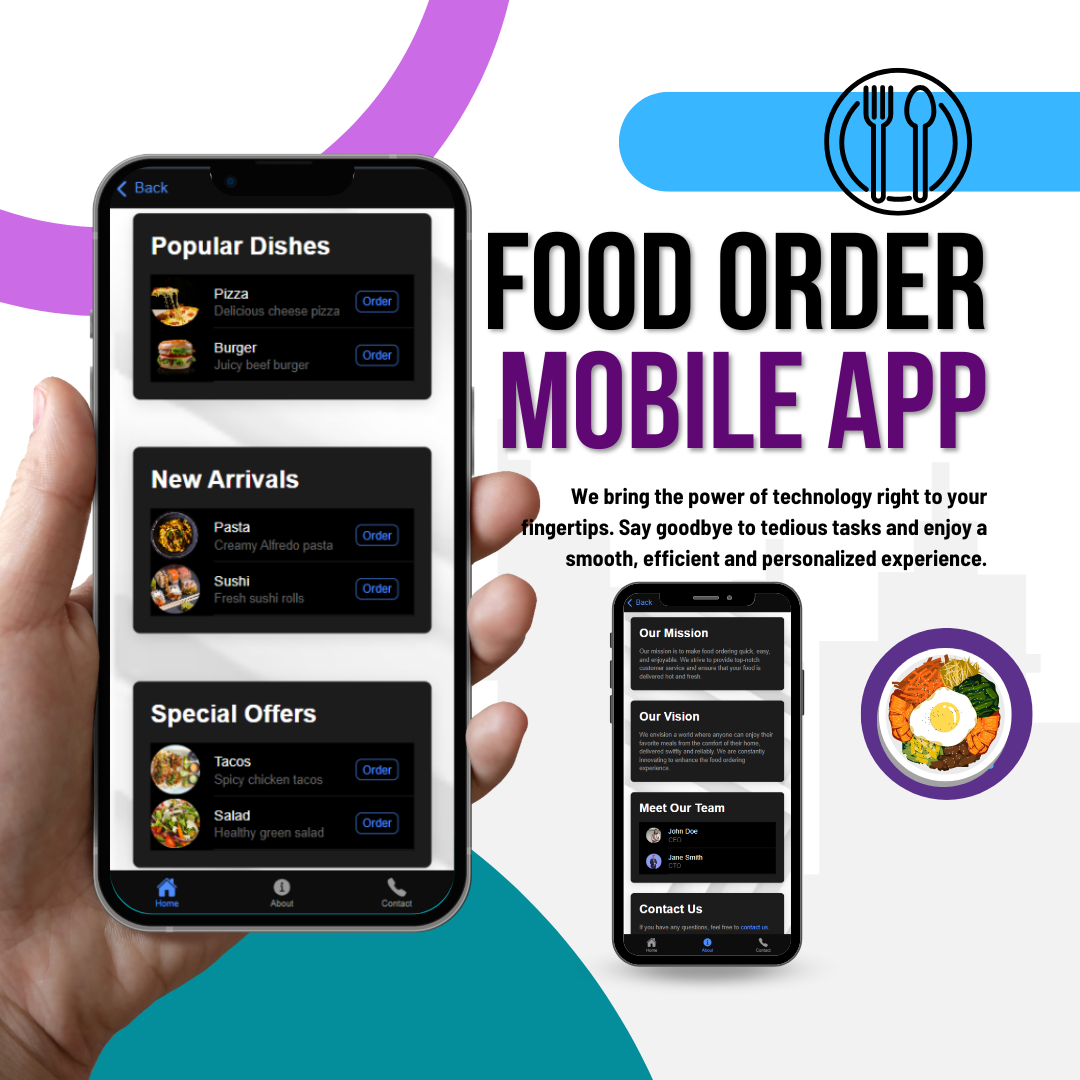 Back
Popular Dishes
Pizza
Delicious cheese pizza
Order
Burger
Juicy beef burger
Order
New Arrivals
Pasta
Creamy Alfredo pasta
Order
Sushi
Fresh sushi rolls
Order
Special Offers
Tacos
Spicy chicken tacos
Order
Salad
Healthy green salad
Order
Home
About
Contact
FOOD ORDER
MOBILE APP
We bring the power of technology right to your
fingertips. Say goodbye to tedious tasks and enjoy a
smooth, efficient and personalized experience.
Back
Our Mission
Our mission is to make food ordering quick, easy,
and enjoyable. We strive to provide top-notch
customer service and ensure that your food is
delivered hot and fresh.
Our Vision
We envision a world where anyone can enjoy their
favorite meals from the comfort of their home,
delivered swiftly and reliably. We are constantly
innovating to enhance the food ordering
experience.
Meet Our Team
John Doe
CEO
Jane Smith
CTO
Contact Us
If you have any questions, feel free to contact us.
Home
About
Contact